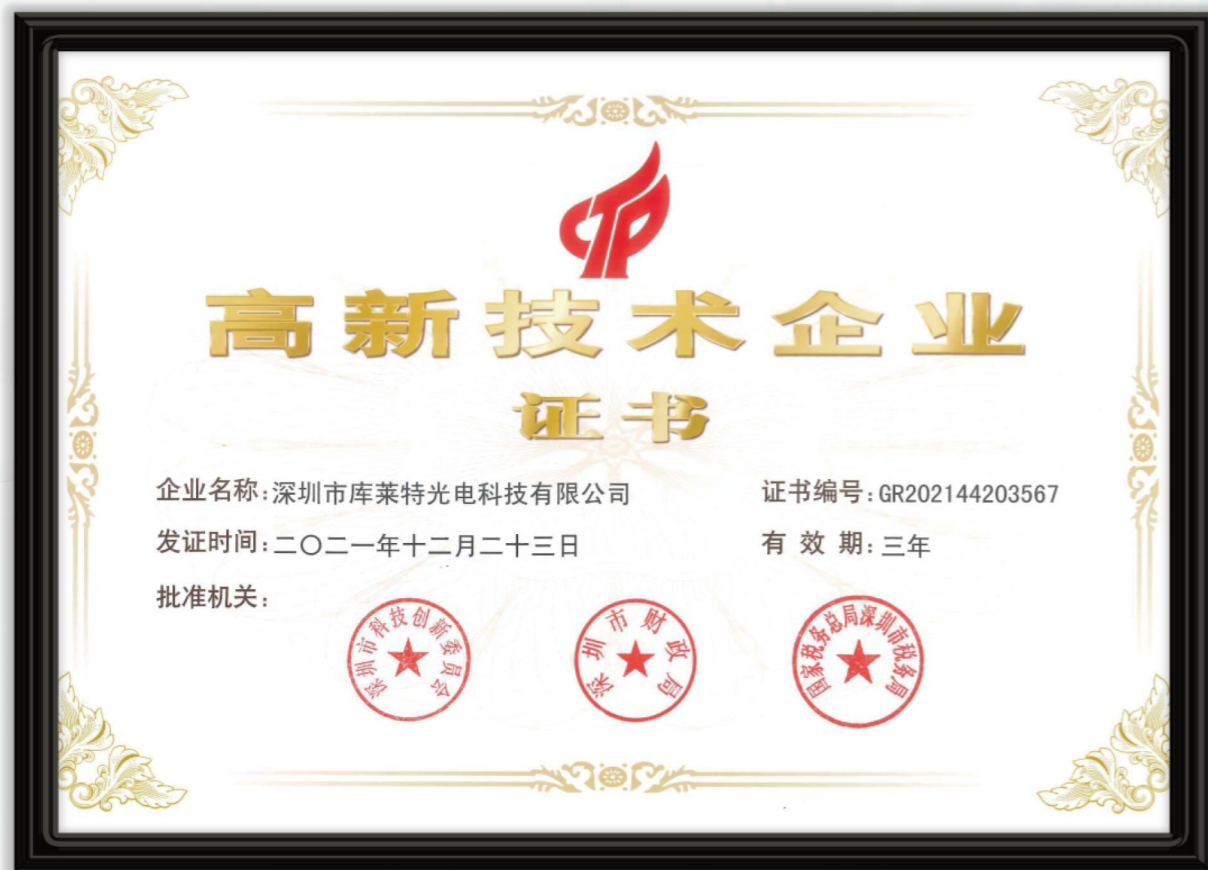 高新技术企业
证书
企业名称:深圳市库莱特光电科技有限公司
证书编号:GR202144203567
发证时间:二〇二一年十二月二十三日
有效期:三年
批准机关:
深圳市科技创新委员会
深圳市财政局
国家税务总局深圳市税务局